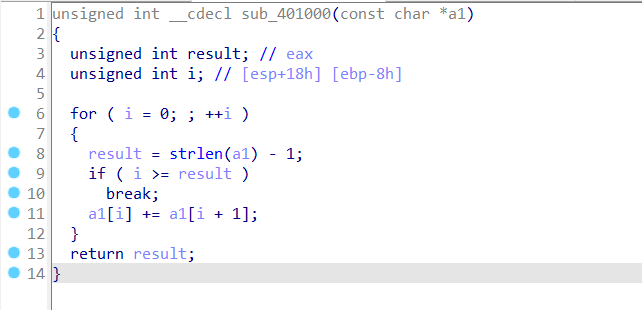 1 unsigned int __cdecl sub_401000(const char *a1)
2 {
3   unsigned int result; // eax
4   unsigned int i; // [esp+18h] [ebp-8h]
5
6   for ( i = 0; ; ++i )
7   {
8     result = strlen(a1) - 1;
9     if ( i >= result )
10       break;
11     a1[i] += a1[i + 1];
12   }
13   return result;
14 }